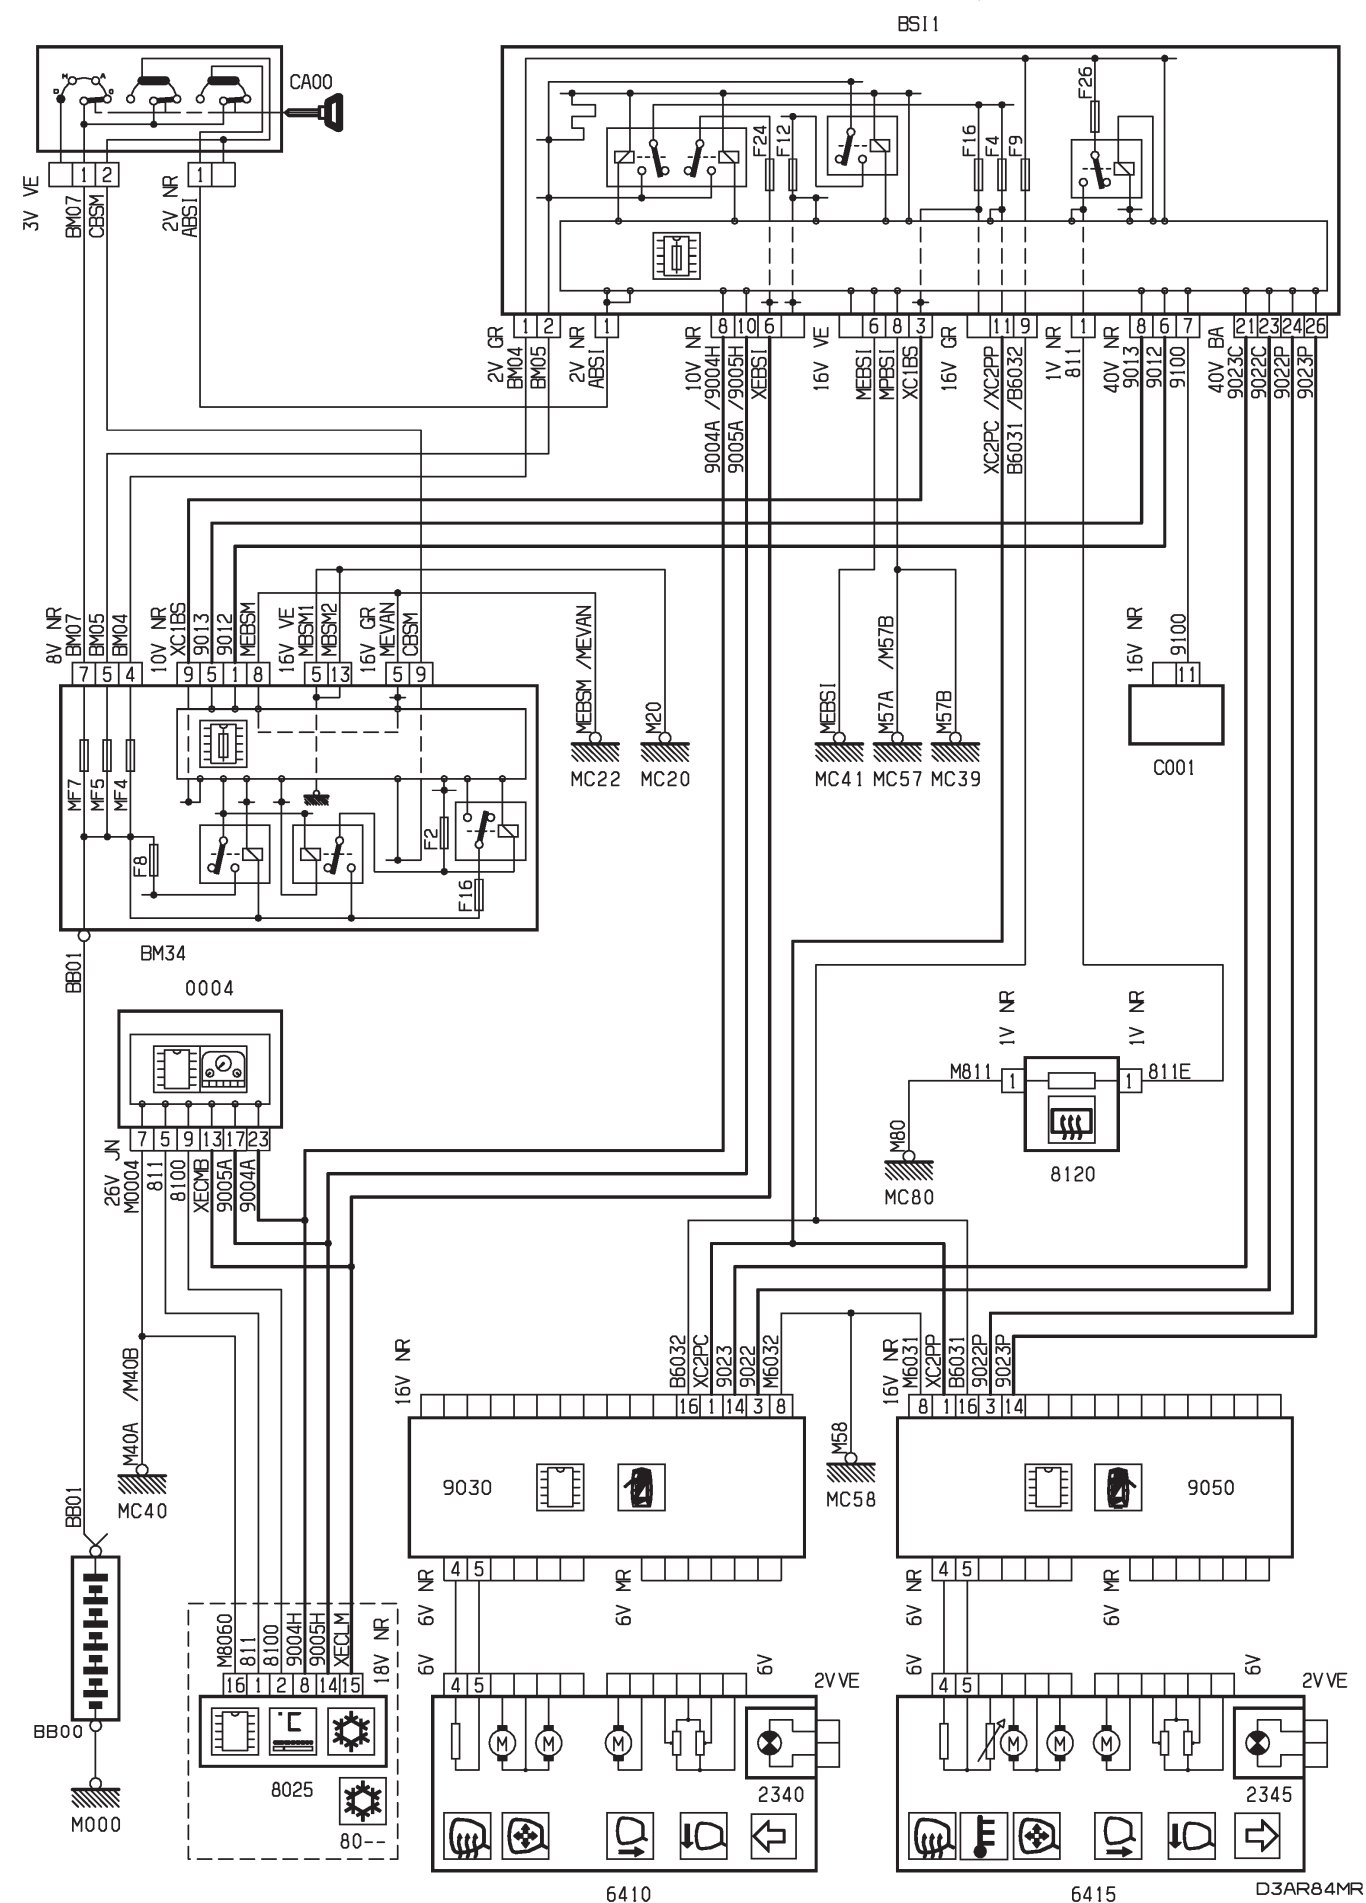 BSI1
CA00
M A
D
1 2
1
3V VE
BM07
CBSM
2V NR
ABSI
F24
F12
F16
F4
F9
F26
1 2
1
8 10 6
6 8 3
11 9
1
8 6 7
21 23 24 26
2V GR
BM04
BM05
2V NR
ABSI
10V NR
9004A /9004H
9005A /9005H
XEBSI
16V VE
MEBSI
MPBSI
XC1BS
16V GR
XC2PC /XC2PP
B6031 /B6032
1V NR
811
40V NR
9013
9012
9100
40V BA
9023C
9022C
9022P
9023P
8V NR
BM07
BM05
BM04
10V NR
XC1BS
9013
9012
MEBSM
16V VE
MBSM1
MBSM2
16V GR
MEVAN
CBSM
7 5 4
9 5 1 8
5 13
5 9
MEBSM /MEVAN
M20
MC22
MC20
MEBSI
M57A /M57B
M57B
MC41
MC57
MC39
16V NR
9100
11
C001
MF7
MF5
MF4
F8
F2
F16
BM34
BB01
0004
7 5 9 13 17 23
26V JN
M0004
811
8100
XECMB
9005A
9004A
1V NR
1V NR
M811
1
1
811E
M80
MC80
8120
M40A /M40B
MC40
BB01
16V NR
B6032
XC2PC
9023
9022
M6032
16 1 14 3 8
16V NR
M6031
XC2PP
B6031
9022P
9023P
8 1 16 3 14
M58
MC58
9030
9050
4 5
4 5
6V NR
6V MR
6V NR
6V MR
M8060
811
8100
9004H
9005H
XECLM
18V NR
16 1 2 8 14 15
°C
8025
80--
BB00
M000
6V
6V
2V VE
4 5
M M M
2340
6410
6V
6V
2V VE
4 5
M M M
2345
6415
D3AR84MR